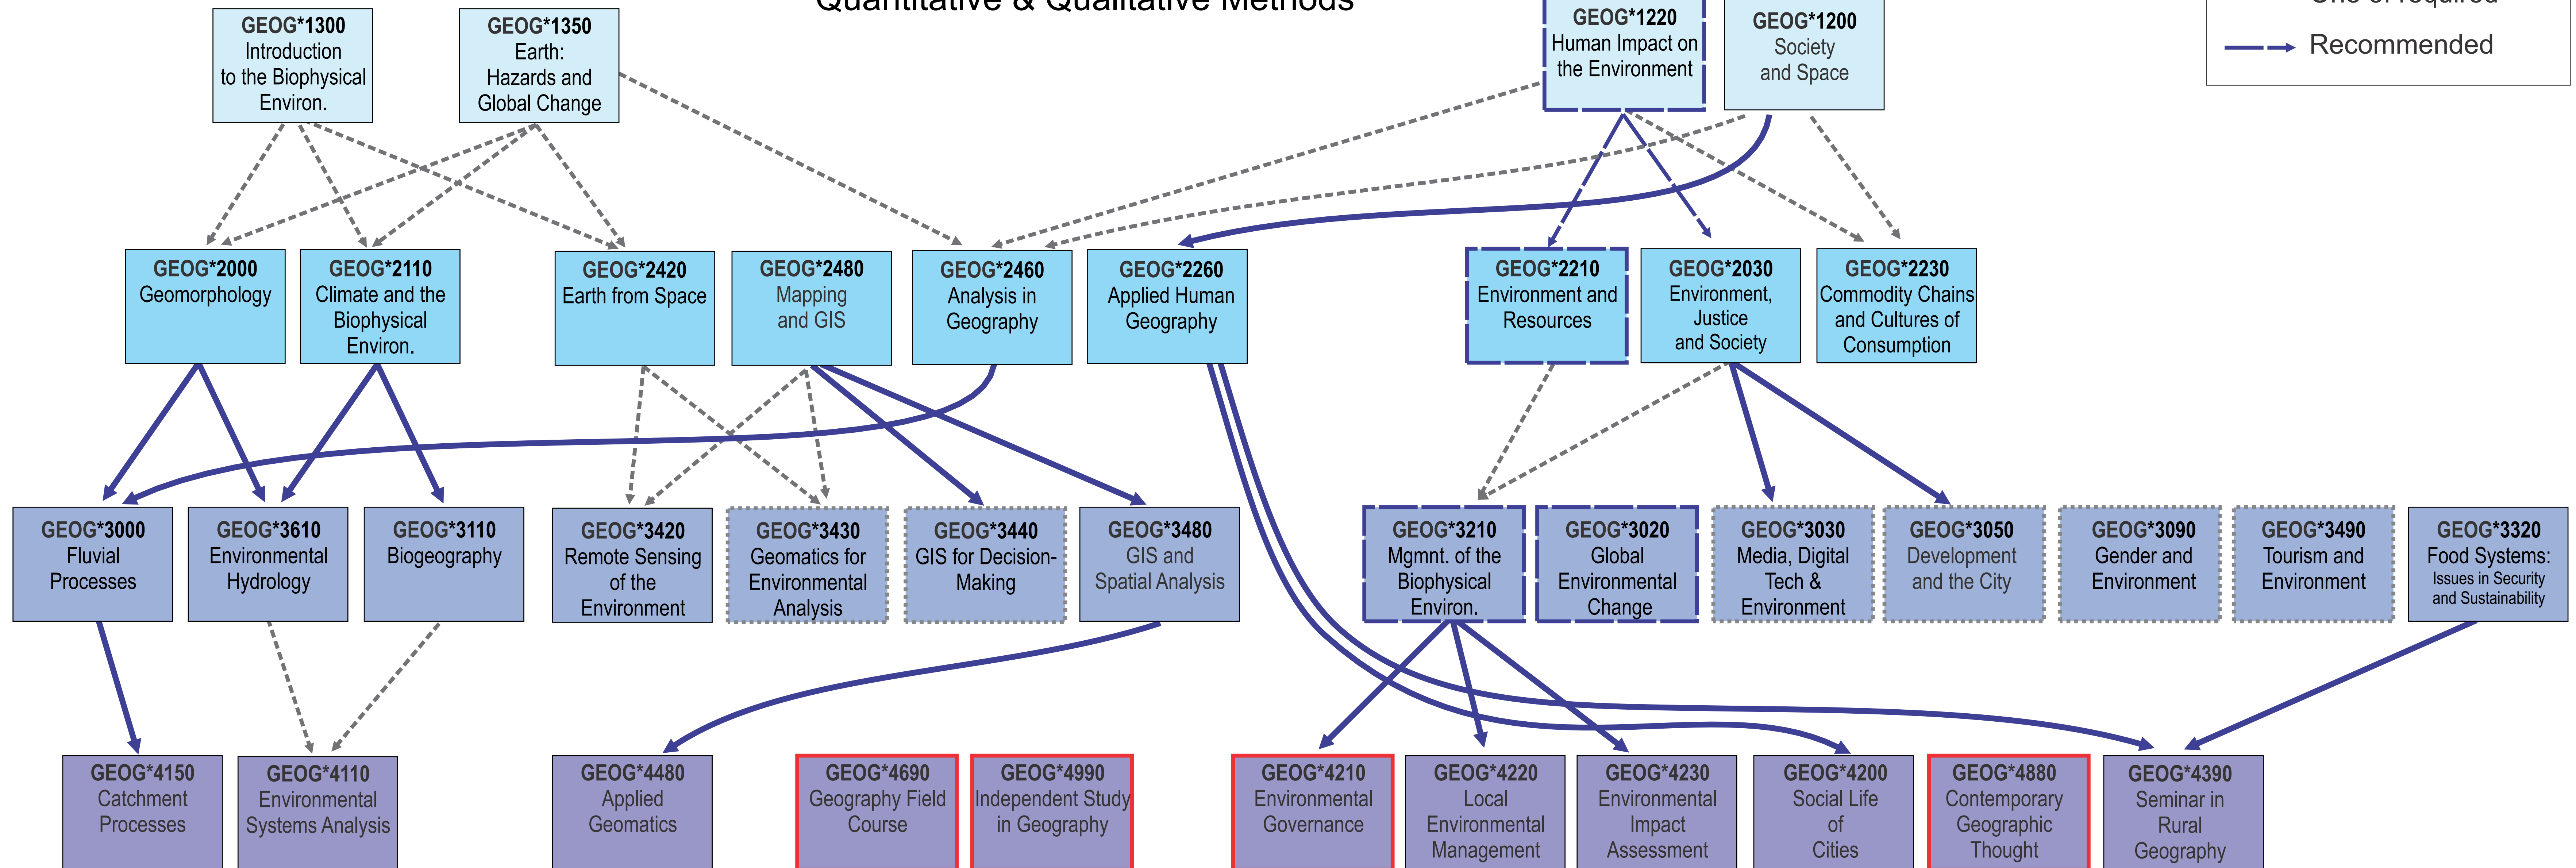 Quantitative & Qualitative Methods
One of required
Recommended
GEOG*1300
Introduction
to the Biophysical
Environ.
GEOG*1350
Earth:
Hazards and
Global Change
GEOG*1220
Human Impact on
the Environment
GEOG*1200
Society
and Space
GEOG*2000
Geomorphology
GEOG*2110
Climate and the
Biophysical
Environ.
GEOG*2420
Earth from Space
GEOG*2480
Mapping
and GIS
GEOG*2460
Analysis in
Geography
GEOG*2260
Applied Human
Geography
GEOG*2210
Environment and
Resources
GEOG*2030
Environment,
Justice
and Society
GEOG*2230
Commodity Chains
and Cultures of
Consumption
GEOG*3000
Fluvial
Processes
GEOG*3610
Environmental
Hydrology
GEOG*3110
Biogeography
GEOG*3420
Remote Sensing
of the
Environment
GEOG*3430
Geomatics for
Environmental
Analysis
GEOG*3440
GIS for Decision-
Making
GEOG*3480
GIS and
Spatial Analysis
GEOG*3210
Mgmnt. of the
Biophysical
Environ.
GEOG*3020
Global
Environmental
Change
GEOG*3030
Media, Digital
Tech &
Environment
GEOG*3050
Development
and the City
GEOG*3090
Gender and
Environment
GEOG*3490
Tourism and
Environment
GEOG*3320
Food Systems:
Issues in Security
and Sustainability
GEOG*4150
Catchment
Processes
GEOG*4110
Environmental
Systems Analysis
GEOG*4480
Applied
Geomatics
GEOG*4690
Geography Field
Course
GEOG*4990
Independent Study
in Geography
GEOG*4210
Environmental
Governance
GEOG*4220
Local
Environmental
Management
GEOG*4230
Environmental
Impact
Assessment
GEOG*4200
Social Life
of
Cities
GEOG*4880
Contemporary
Geographic
Thought
GEOG*4390
Seminar in
Rural
Geography